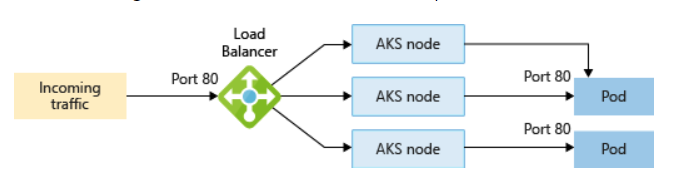 Load
Balancer
Incoming
traffic
Port 80
AKS node
AKS node
Port 80
Pod
AKS node
Port 80
Pod